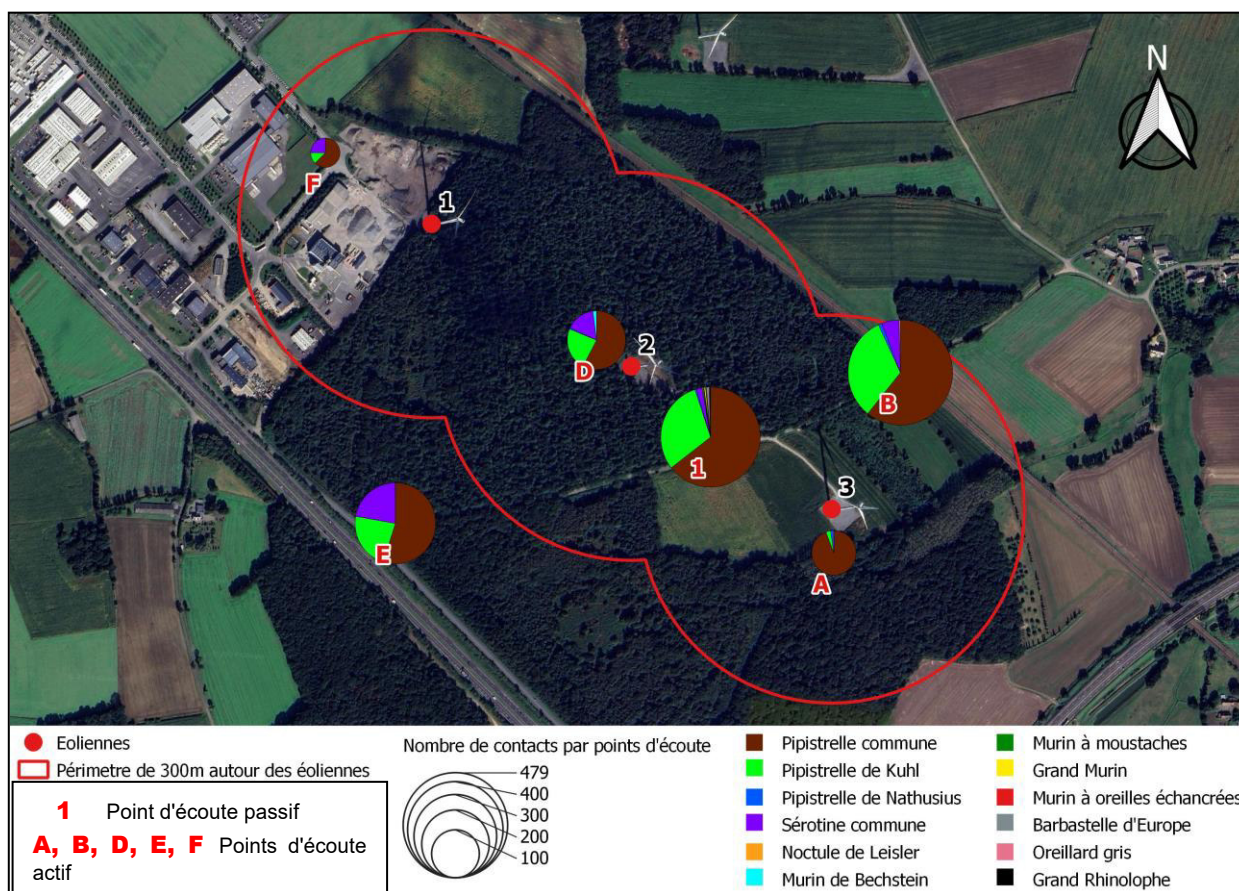 N
F
1
D
2
B
1
3
E
A
Eoliennes
Périmetre de 300m autour des éoliennes
1 Point d'écoute passif
A, B, D, E, F Points d'écoute
actif
Nombre de contacts par points d'écoute
479
400
300
200
100
Pipistrelle commune
Pipistrelle de Kuhl
Pipistrelle de Nathusius
Sérotine commune
Noctule de Leisler
Murin de Bechstein
Murin à moustaches
Grand Murin
Murin à oreilles échancrées
Barbastelle d'Europe
Oreillard gris
Grand Rhinolophe